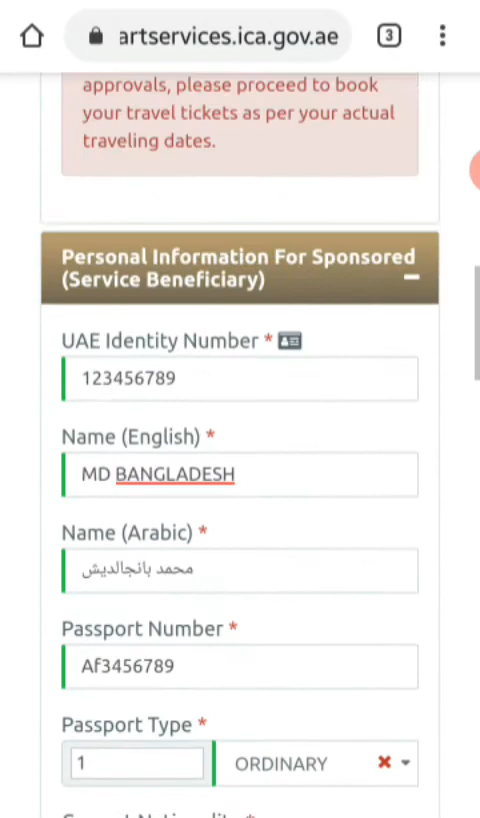 artservices.ica.gov.ae
3
approvals, please proceed to book
your travel tickets as per your actual
traveling dates.
Personal Information For Sponsored
(Service Beneficiary)
UAE Identity Number *
123456789
Name (English) *
MD BANGLADESH
Name (Arabic) *
محمد بانجالديش
Passport Number *
Af3456789
Passport Type *
1
ORDINARY